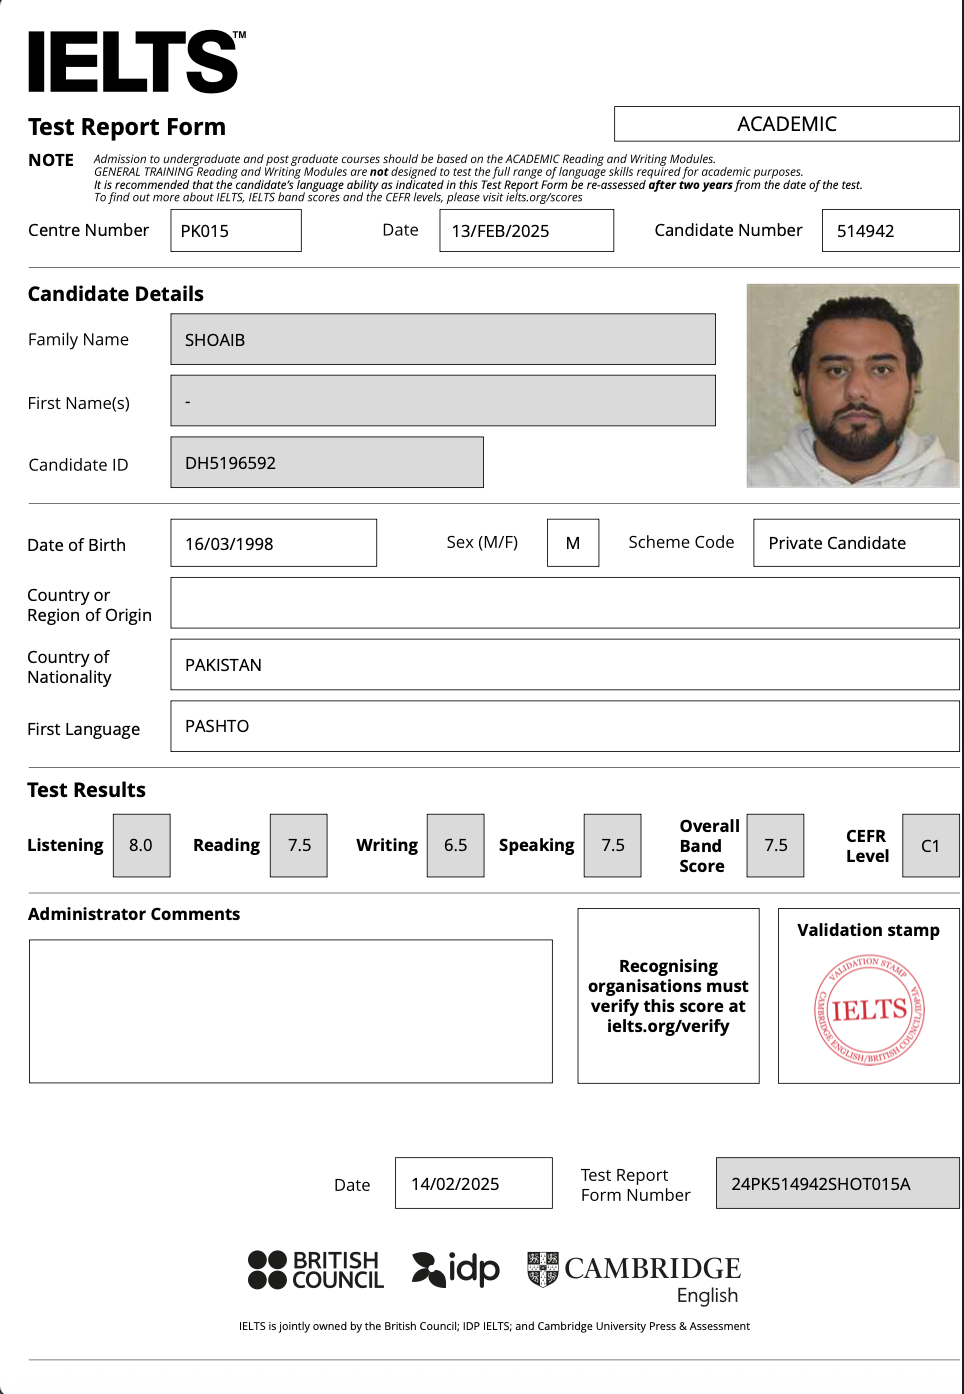 IELTS™
Test Report Form
ACADEMIC
NOTE Admission to undergraduate and post graduate courses should be based on the ACADEMIC Reading and Writing Modules.
GENERAL TRAINING Reading and Writing Modules are not designed to test the full range of language skills required for academic purposes.
It is recommended that the candidate's language ability as indicated in this Test Report Form be re-assessed after two years from the date of the test.
To find out more about IELTS, IELTS band scores and the CEFR levels, please visit ielts.org/scores
Centre Number PK015 Date 13/FEB/2025 Candidate Number 514942
Candidate Details
Family Name SHOAIB
First Name(s) -
Candidate ID DH5196592
Date of Birth 16/03/1998 Sex (M/F) M Scheme Code Private Candidate
Country or
Region of Origin
Country of
Nationality PAKISTAN
First Language PASHTO
Test Results
Listening 8.0 Reading 7.5 Writing 6.5 Speaking 7.5 Overall
Band
Score 7.5 CEFR
Level C1
Administrator Comments
Recognising
organisations must
verify this score at
ielts.org/verify
Validation stamp
VALIDATION STAMP
IELTS
CAMBRIDGE ENGLISH/BRITISH COUNCIL/IDP:IA
Date 14/02/2025 Test Report
Form Number 24PK514942SHOT015A
BRITISH
COUNCIL
idp
CAMBRIDGE
English
IELTS is jointly owned by the British Council; IDP IELTS; and Cambridge University Press & Assessment